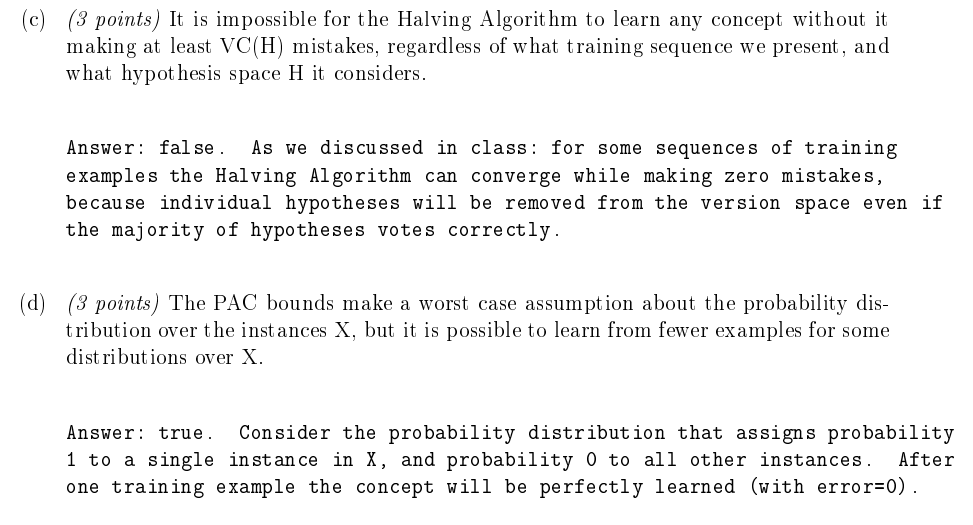 (c) (3 points) It is impossible for the Halving Algorithm to learn any concept without it
making at least VC(H) mistakes, regardless of what training sequence we present, and
what hypothesis space H it considers.
Answer: false. As we discussed in class: for some sequences of training
examples the Halving Algorithm can converge while making zero mistakes,
because individual hypotheses will be removed from the version space even if
the majority of hypotheses votes correctly.
(d) (3 points) The PAC bounds make a worst case assumption about the probability dis-
tribution over the instances X, but it is possible to learn from fewer examples for some
distributions over X.
Answer: true. Consider the probability distribution that assigns probability
1 to a single instance in X, and probability 0 to all other instances. After
one training example the concept will be perfectly learned (with error=0).